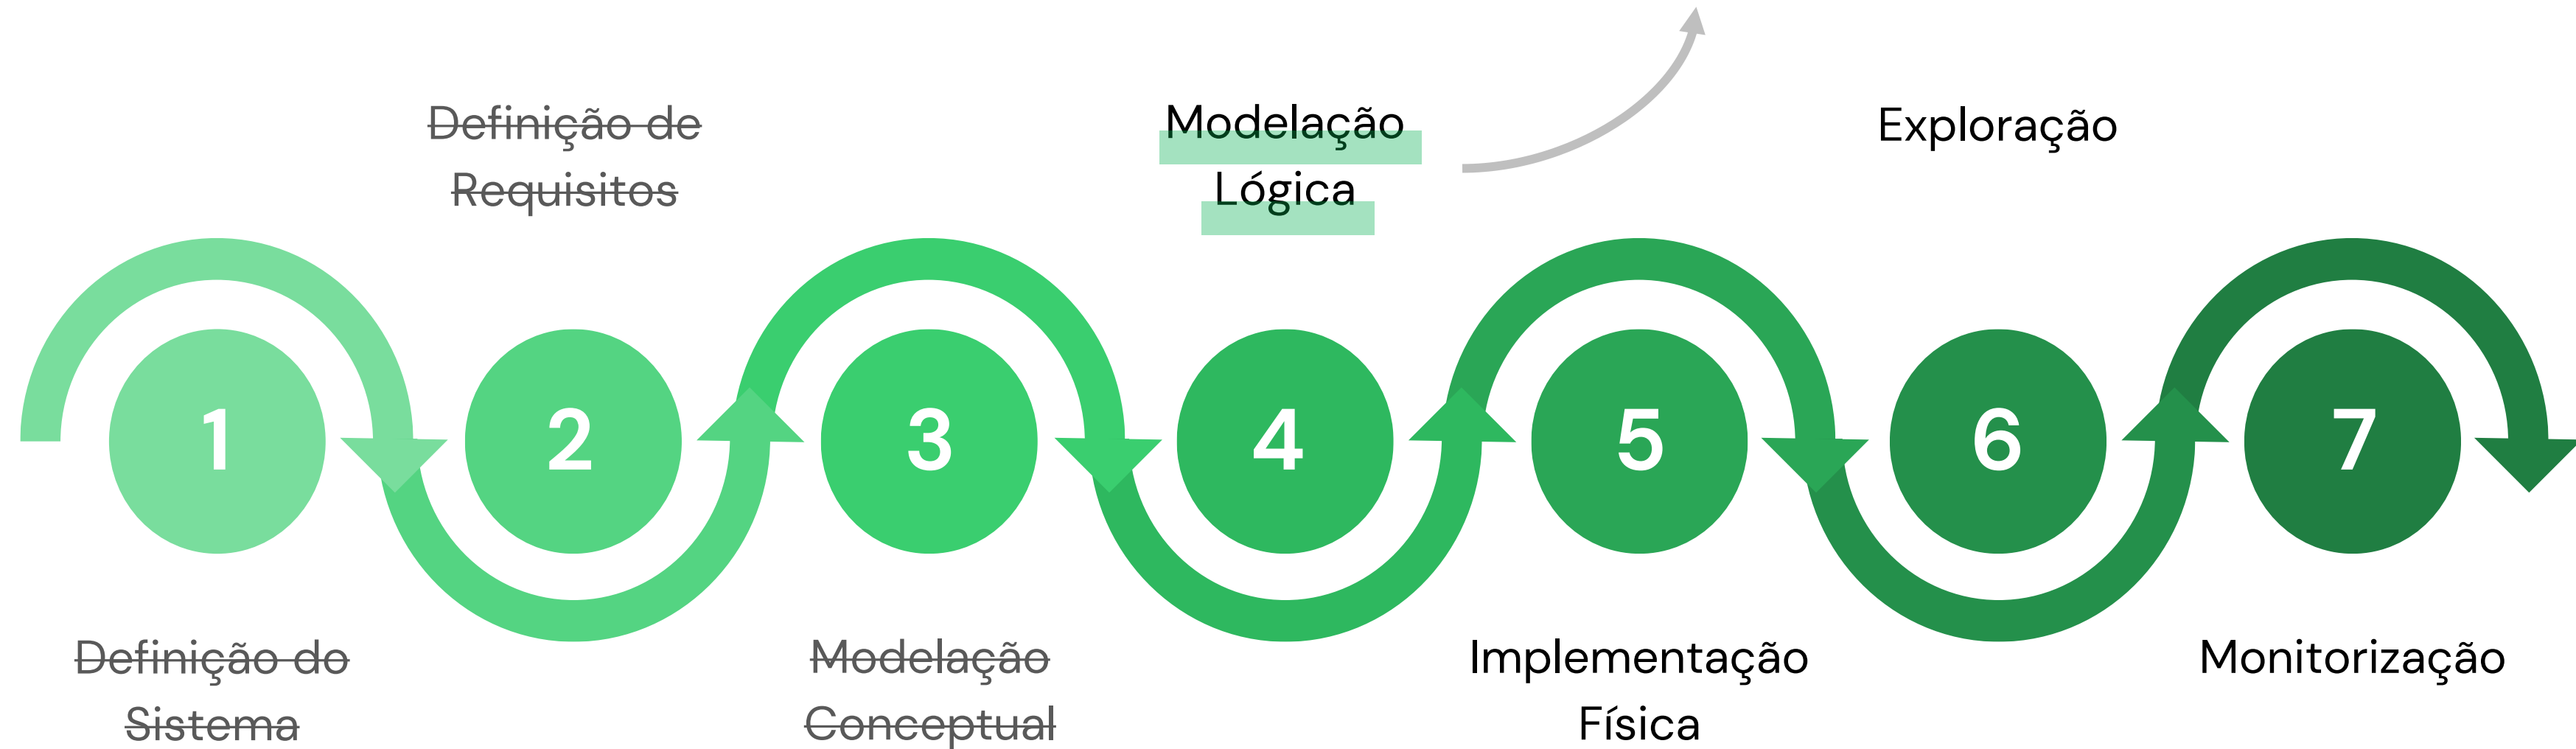 Definição de
Requisitos
Modelação
Lógica
Exploração
1
2
3
4
5
6
7
Definição do
Sistema
Modelação
Conceptual
Implementação
Física
Monitorização